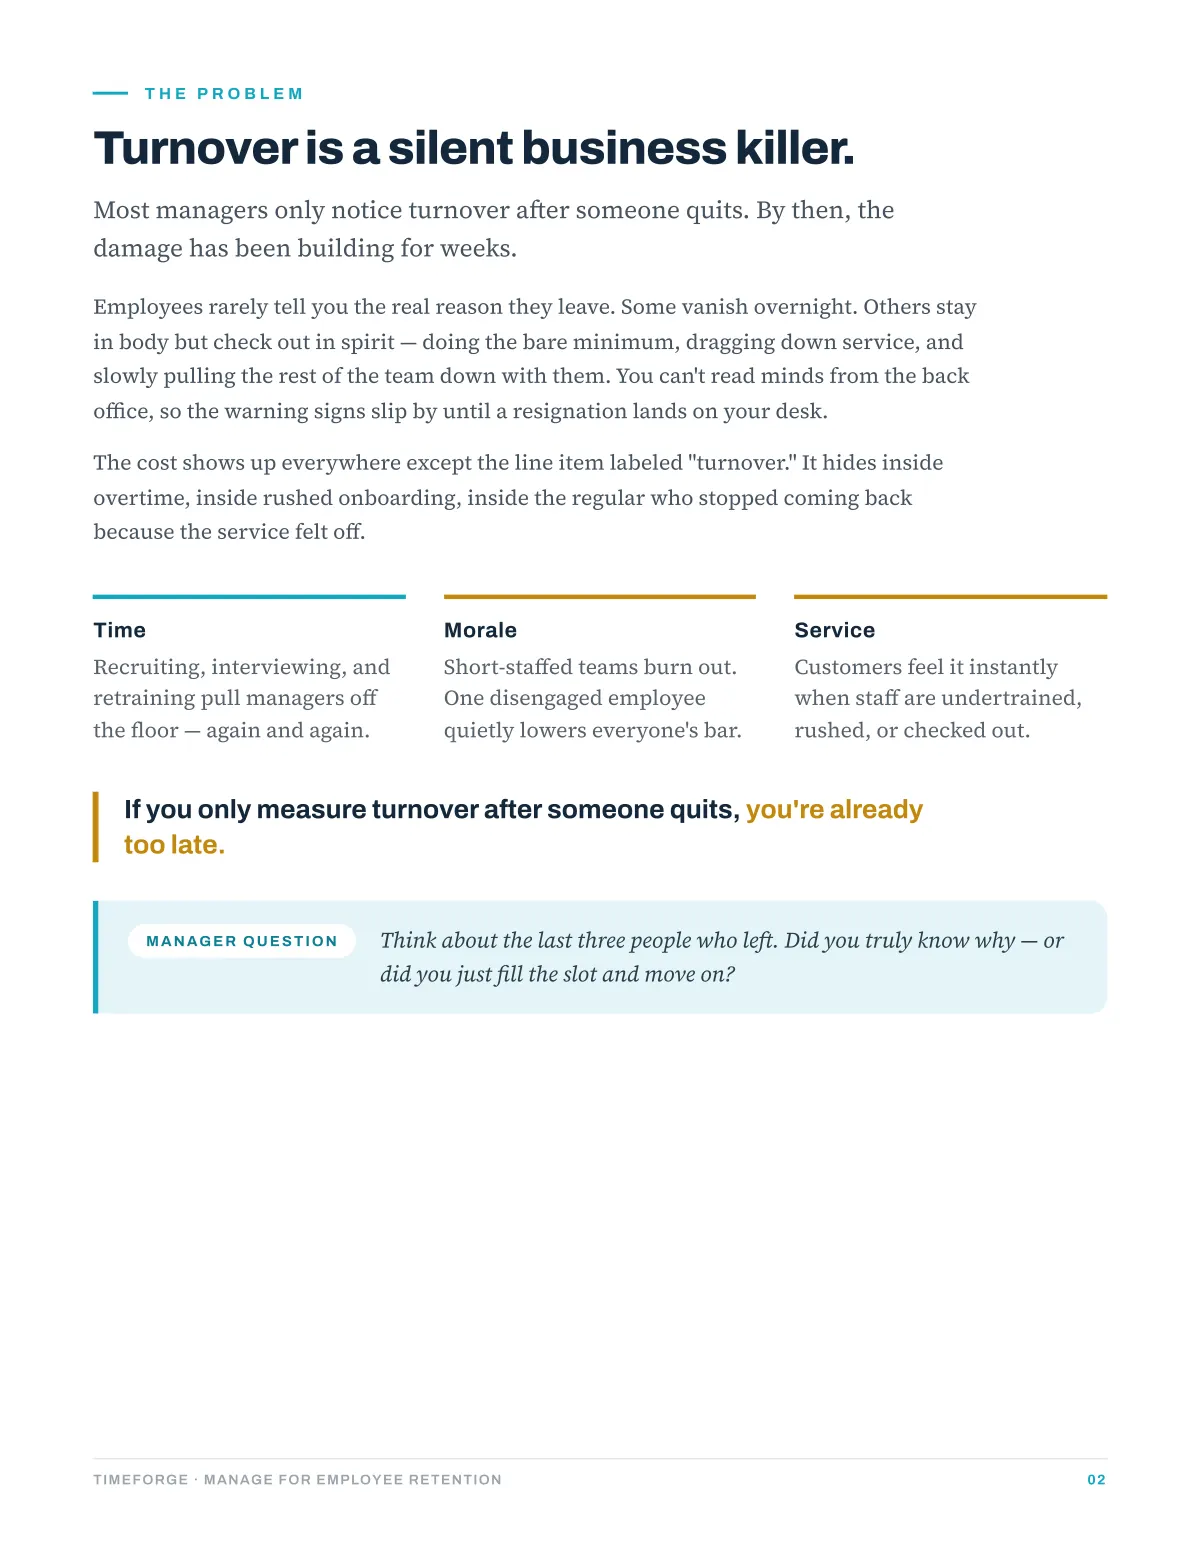 THE PROBLEM
Turnover is a silent business killer.
Most managers only notice turnover after someone quits. By then, the
damage has been building for weeks.
Employees rarely tell you the real reason they leave. Some vanish overnight. Others stay
in body but check out in spirit — doing the bare minimum, dragging down service, and
slowly pulling the rest of the team down with them. You can't read minds from the back
office, so the warning signs slip by until a resignation lands on your desk.
The cost shows up everywhere except the line item labeled "turnover." It hides inside
overtime, inside rushed onboarding, inside the regular who stopped coming back
because the service felt off.
Time
Recruiting, interviewing, and
retraining pull managers off
the floor — again and again.
Morale
Short-staffed teams burn out.
One disengaged employee
quietly lowers everyone's bar.
Service
Customers feel it instantly
when staff are undertrained,
rushed, or checked out.
If you only measure turnover after someone quits, you're already
too late.
MANAGER QUESTION
Think about the last three people who left. Did you truly know why — or
did you just fill the slot and move on?
TIMEFORGE · MANAGE FOR EMPLOYEE RETENTION
02